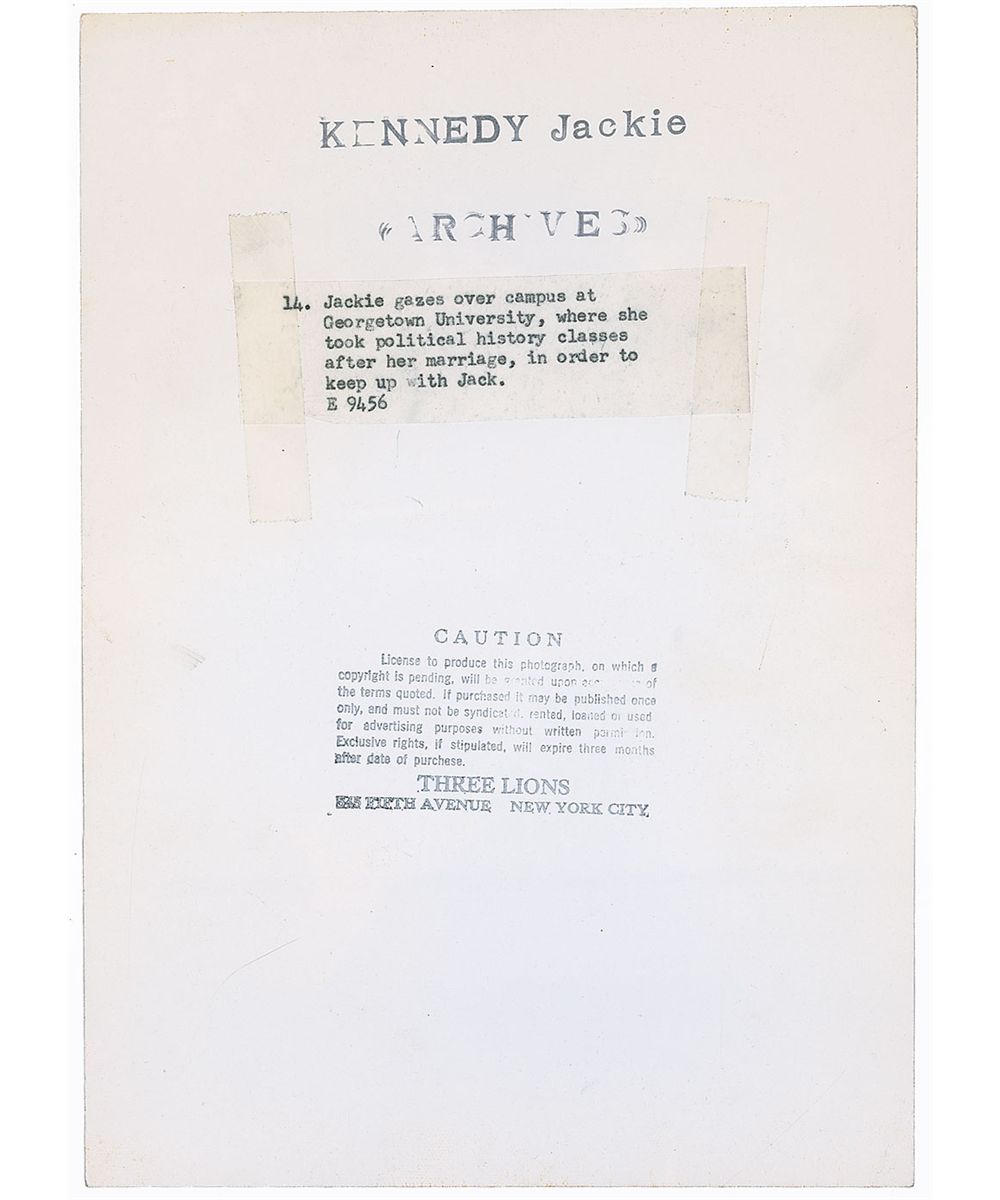 KENNEDY Jackie
« ARCHIVES »
14. Jackie gazes over campus at
Georgetown University, where she
took political history classes
after her marriage, in order to
keep up with Jack.
E 9456
CAUTION
License to produce this photograph, on which a
copyright is pending, will be granted upon of
the terms quoted. If purchased it may be published once
only, and must not be syndicated, rented, loaned or used
for advertising purposes without written permission.
Exclusive rights, if stipulated, will expire three months
after date of purchese.
THREE LIONS
FIFTH AVENUE NEW YORK CITY